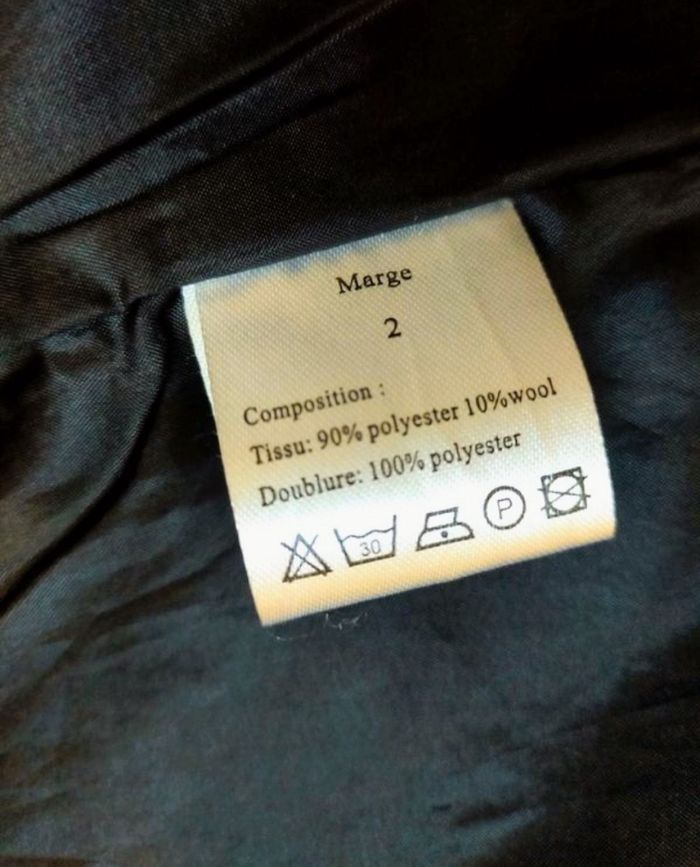 Marge
2
Composition :
Tissu: 90% polyester 10%wool
Doublure: 100% polyester
30 P